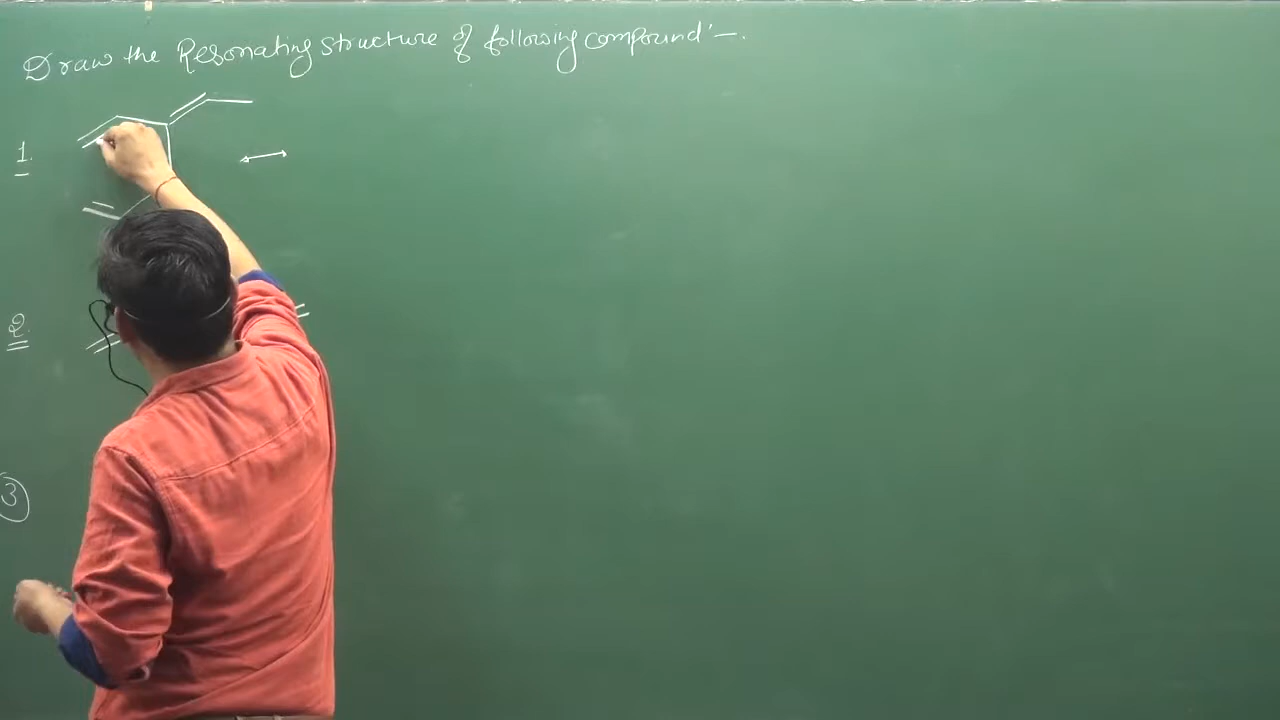 Draw the Resonating structure of following compound :-
1.
2.
3